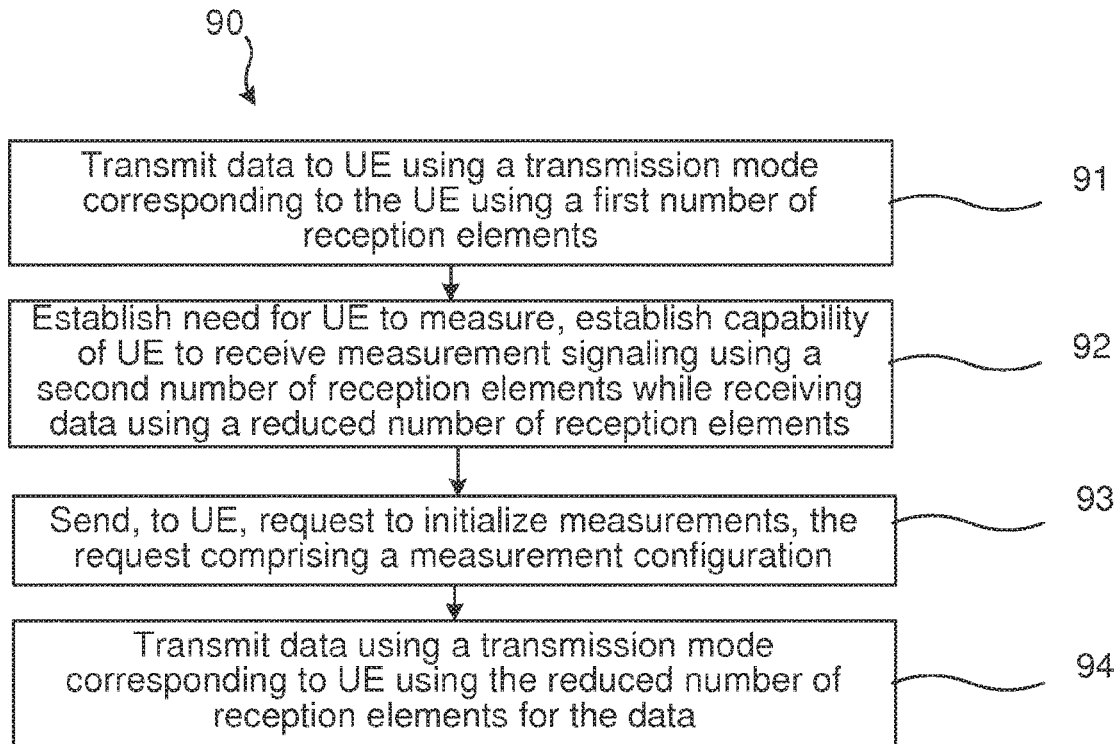 90
Transmit data to UE using a transmission mode
corresponding to the UE using a first number of
reception elements
91
Establish need for UE to measure, establish capability
of UE to receive measurement signaling using a
second number of reception elements while receiving
data using a reduced number of reception elements
92
Send, to UE, request to initialize measurements, the
request comprising a measurement configuration
93
Transmit data using a transmission mode
corresponding to UE using the reduced number of
reception elements for the data
94